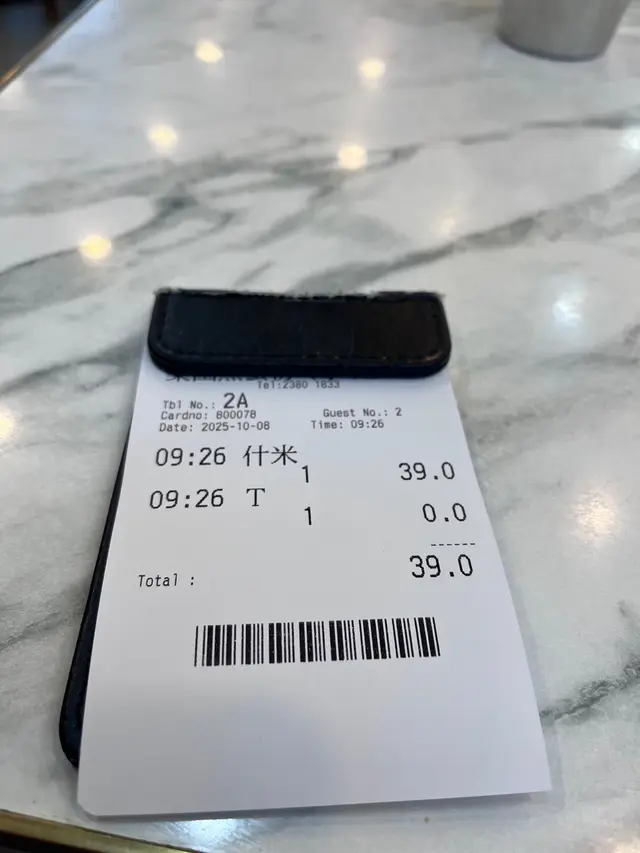 Tel:2380 1833
Tbl No.: 2A
Cardno: 800078 Guest No.: 2
Date: 2025-10-08 Time: 09:26
09:26 什米 1 39.0
09:26 T 1 0.0
------
Total : 39.0